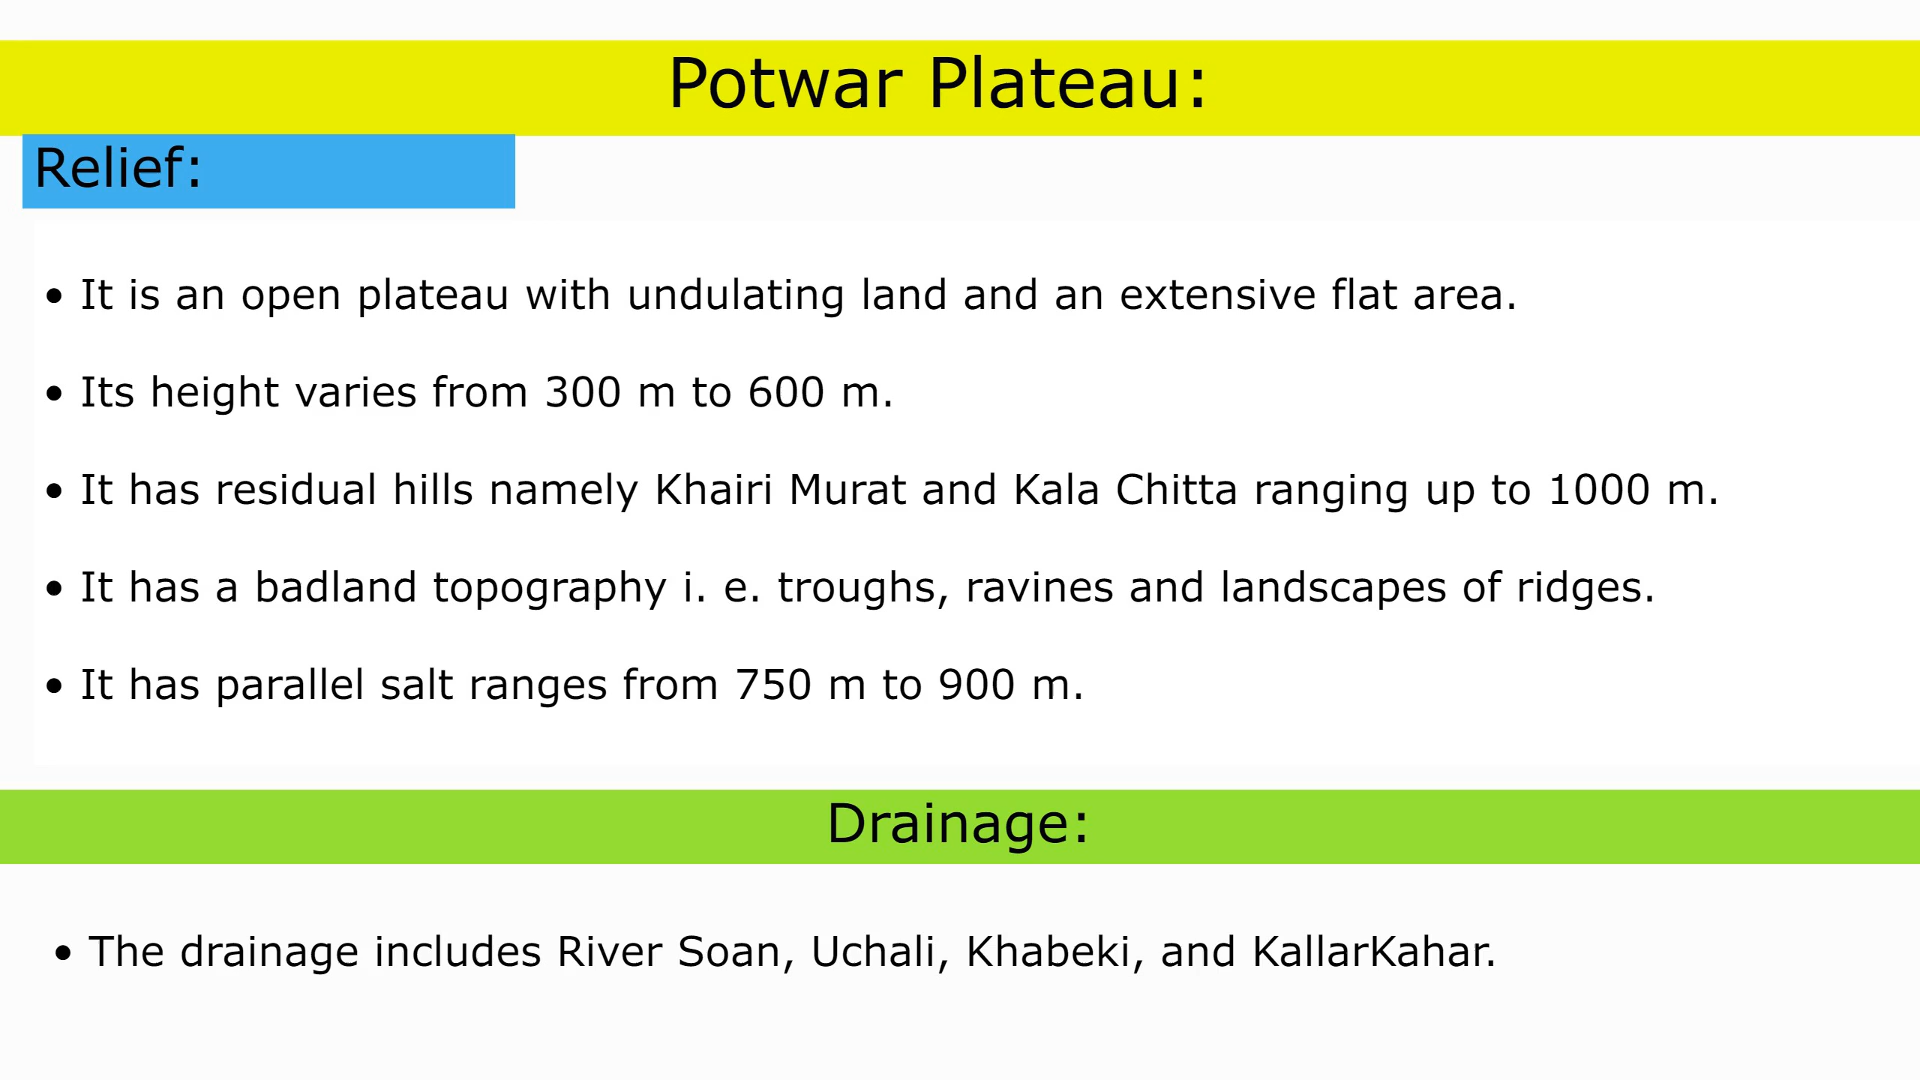 Potwar Plateau:
Relief:
• It is an open plateau with undulating land and an extensive flat area.
• Its height varies from 300 m to 600 m.
• It has residual hills namely Khairi Murat and Kala Chitta ranging up to 1000 m.
• It has a badland topography i. e. troughs, ravines and landscapes of ridges.
• It has parallel salt ranges from 750 m to 900 m.
Drainage:
• The drainage includes River Soan, Uchali, Khabeki, and KallarKahar.